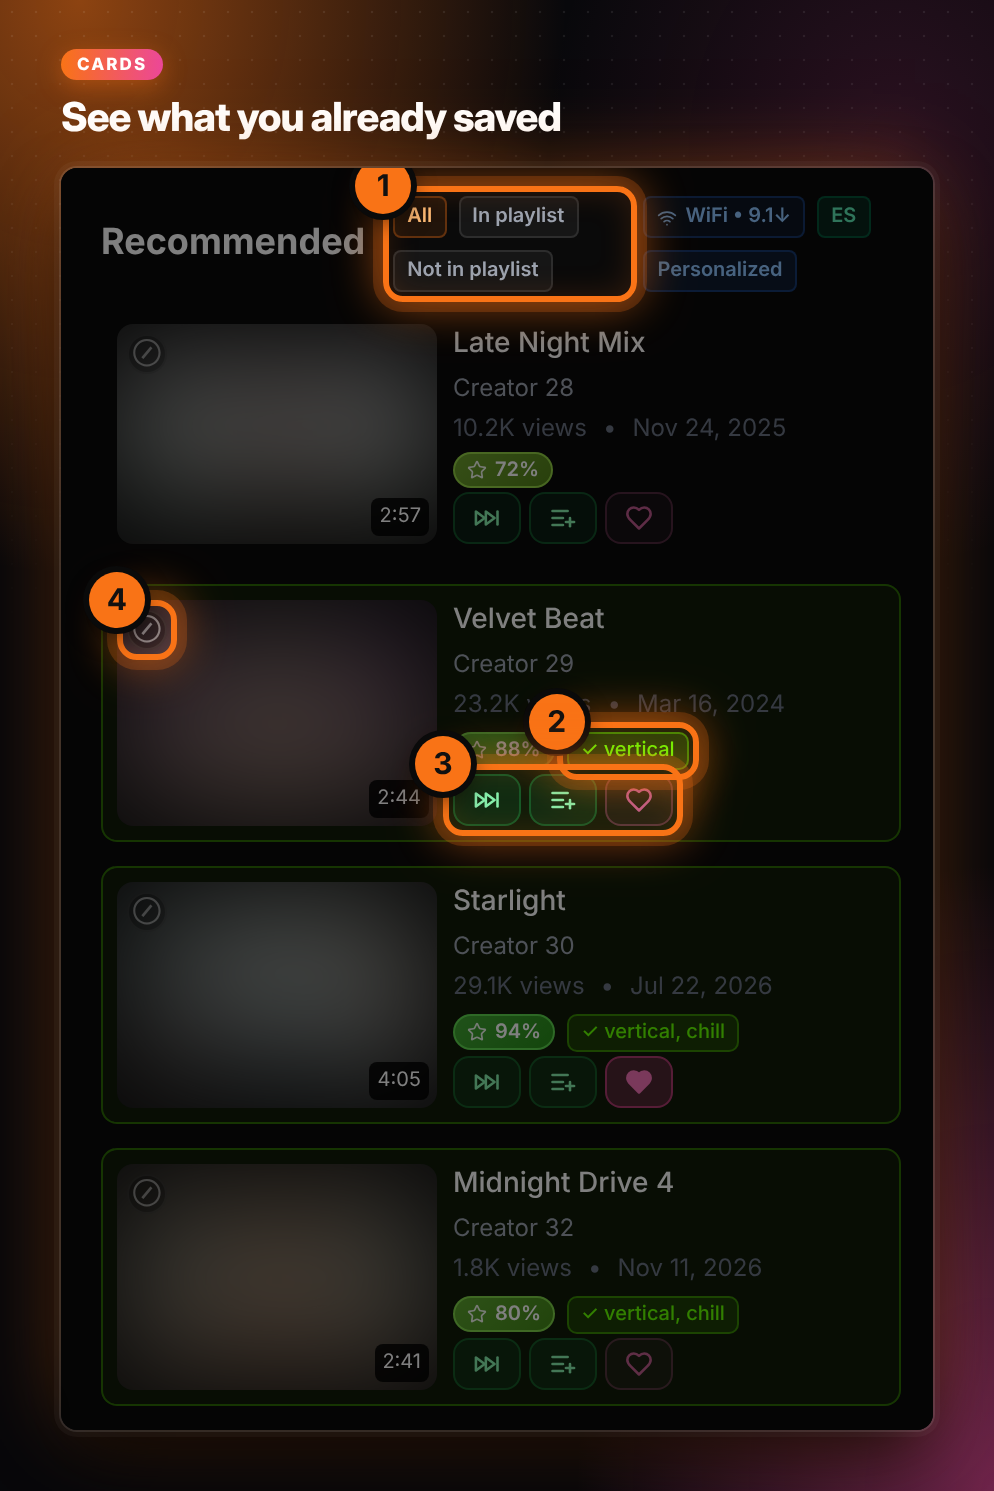 CARDS
See what you already saved
1
Recommended
All
In playlist
Not in playlist
WiFi • 9.1↓
ES
Personalized
Late Night Mix
Creator 28
10.2K views • Nov 24, 2025
72%
2:57
4
Velvet Beat
Creator 29
23.2K • Mar 16, 2024
2
88%
✓ vertical
3
2:44
Starlight
Creator 30
29.1K views • Jul 22, 2026
94%
✓ vertical, chill
4:05
Midnight Drive 4
Creator 32
1.8K views • Nov 11, 2026
80%
✓ vertical, chill
2:41